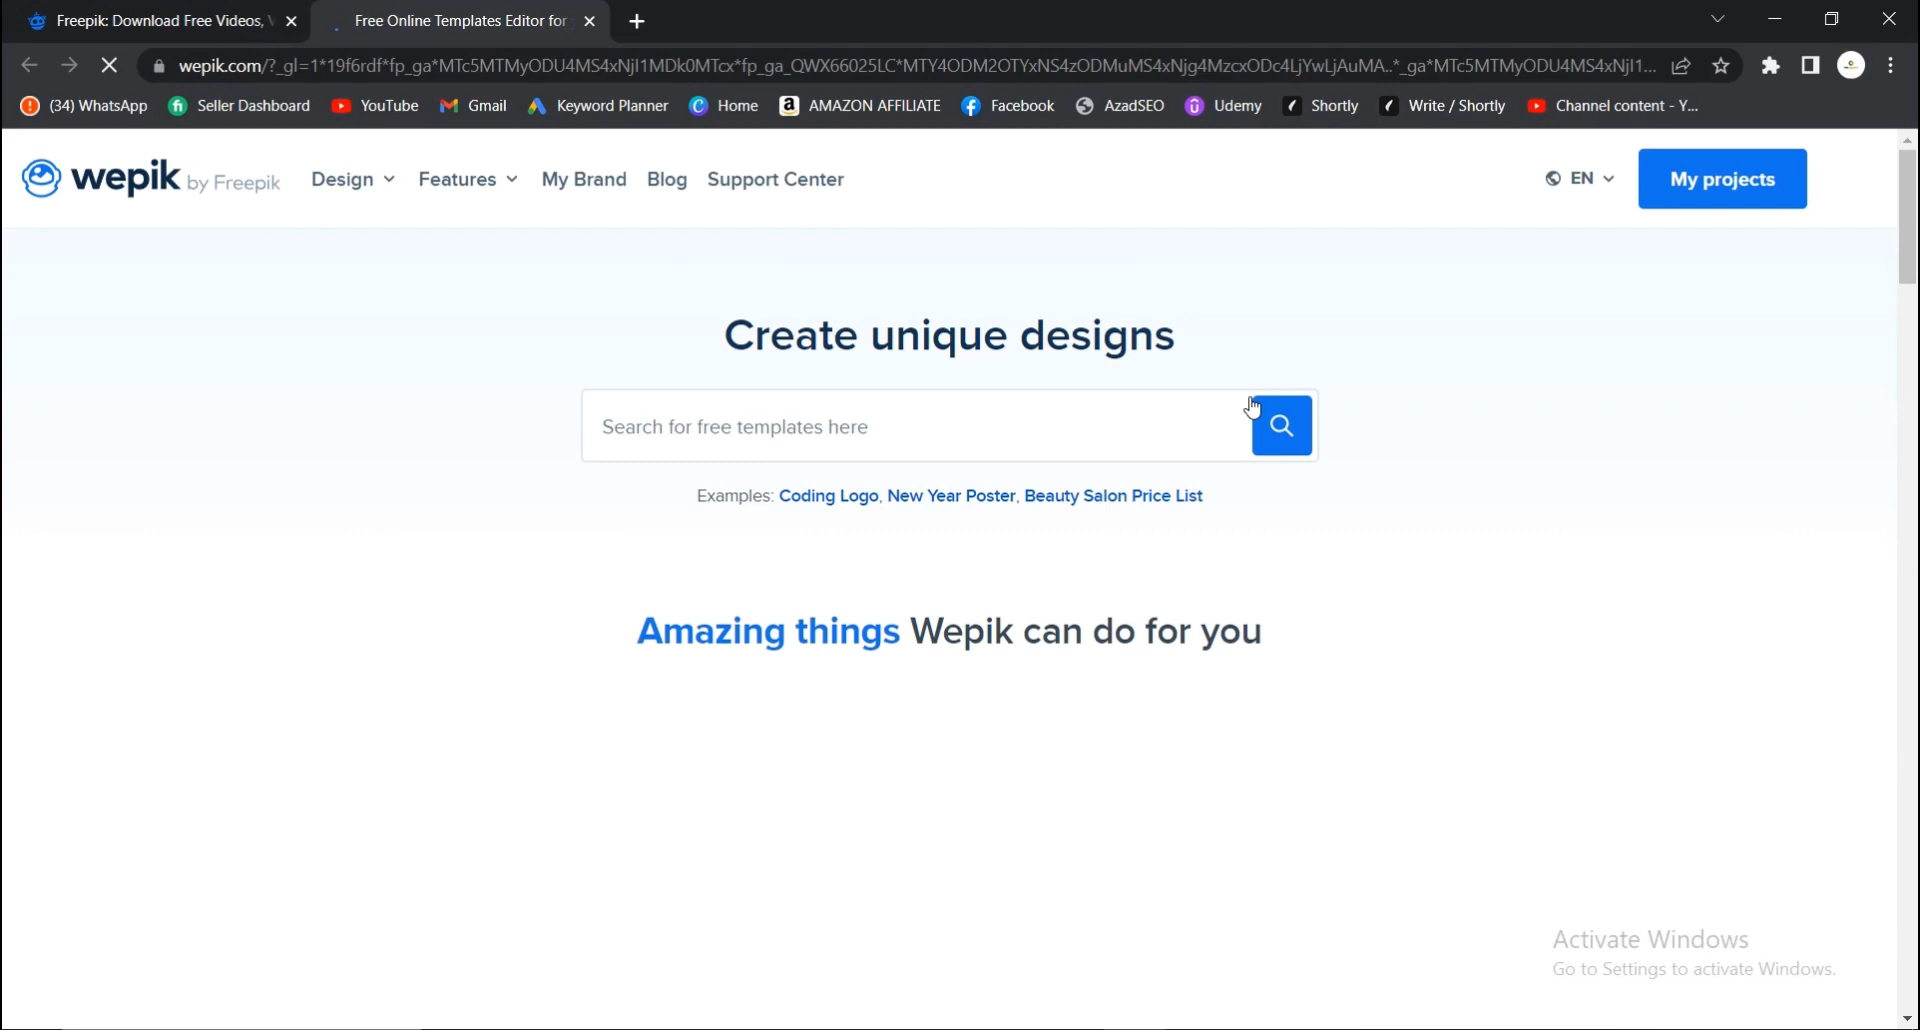 Freepik: Download Free Videos, V
Free Online Templates Editor for
wepik.com/?_gl=1*19f6rdf*fp_ga*MTc5MTMyODU4MS4xNjI1MDk0MTcx*fp_ga_QWX66025LC*MTY4ODM2OTYxNS4zODMuMS4xNjg4MzcxODc4LjYwLjAuMA..*_ga*MTc5MTMyODU4MS4xNjI1...
(34) WhatsApp
Seller Dashboard
YouTube
Gmail
Keyword Planner
Home
AMAZON AFFILIATE
Facebook
AzadSEO
Udemy
Shortly
Write / Shortly
Channel content - Y...
wepik by Freepik
Design
Features
My Brand
Blog
Support Center
EN
My projects
Create unique designs
Search for free templates here
Examples: Coding Logo, New Year Poster, Beauty Salon Price List
Amazing things Wepik can do for you
Activate Windows
Go to Settings to activate Windows.